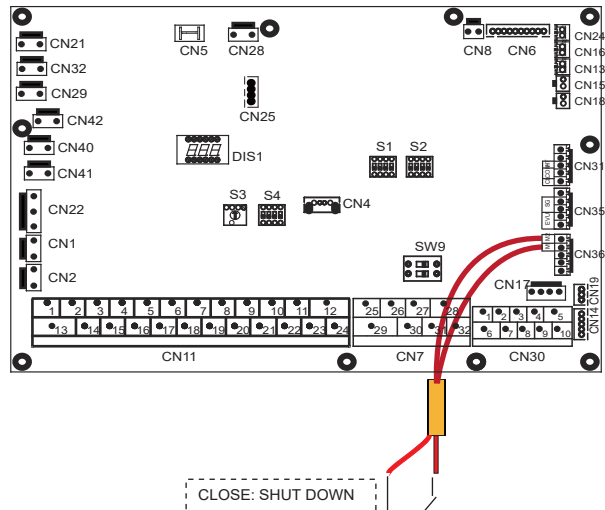 CN21
CN5
CN28
CN8 CN6
CN24
CN16
CN13
CN15
CN18
CN32
CN29
CN25
CN42
CN40
CN41
DIS1
S1 S2
CN31
CN22
S3 S4
CN4
SG
EVU
CN35
M1 M2
CN36
CN1
CN2
SW9
CN17
CN19
CN14
1 2 3 4 5 6 7 8 9 10 11 12
13 14 15 16 17 18 19 20 21 22 23 24
25 26 27 28
29 30 31 32
1 2 3 4 5
6 7 8 9 10
CN11
CN7
CN30
CLOSE: SHUT DOWN